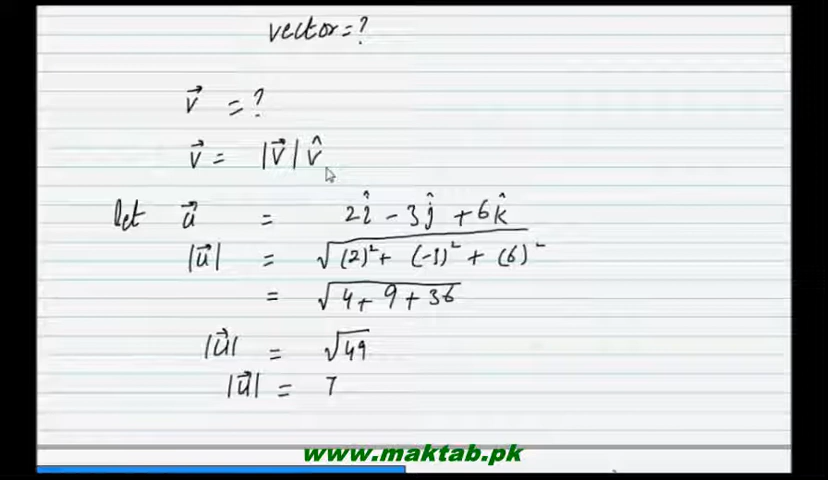 vector = ?
v⃗ = ?
v⃗ = |v⃗| v̂
let u⃗ = 2î - 3ĵ + 6k̂
|u⃗| = √(2)² + (-3)² + (6)²
= √4 + 9 + 36
|u⃗| = √49
|u⃗| = 7
www.maktab.pk